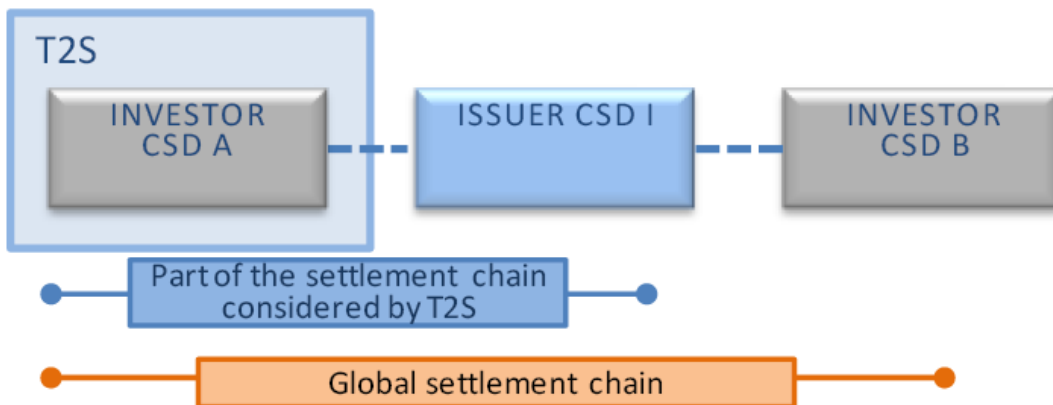 T2S
INVESTOR
CSD A
ISSUER CSD I
INVESTOR
CSD B
Part of the settlement chain
considered by T2S
Global settlement chain